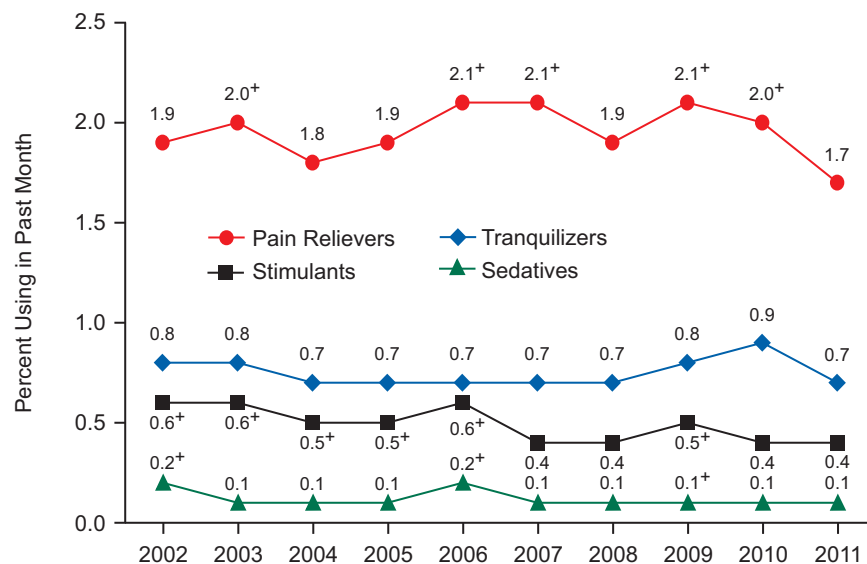 Percent Using in Past Month
2.5
2.0
1.5
1.0
0.5
0.0
1.9 2.0+ 1.8 1.9 2.1+ 2.1+ 1.9 2.1+ 2.0+ 1.7
Pain Relievers Tranquilizers
Stimulants Sedatives
0.8 0.8 0.7 0.7 0.7 0.7 0.7 0.8 0.9 0.7
0.6+ 0.6+ 0.5+ 0.5+ 0.6+ 0.4 0.4 0.5+ 0.4 0.4
0.2+ 0.1 0.1 0.1 0.2+ 0.1 0.1 0.1+ 0.1 0.1
2002 2003 2004 2005 2006 2007 2008 2009 2010 2011